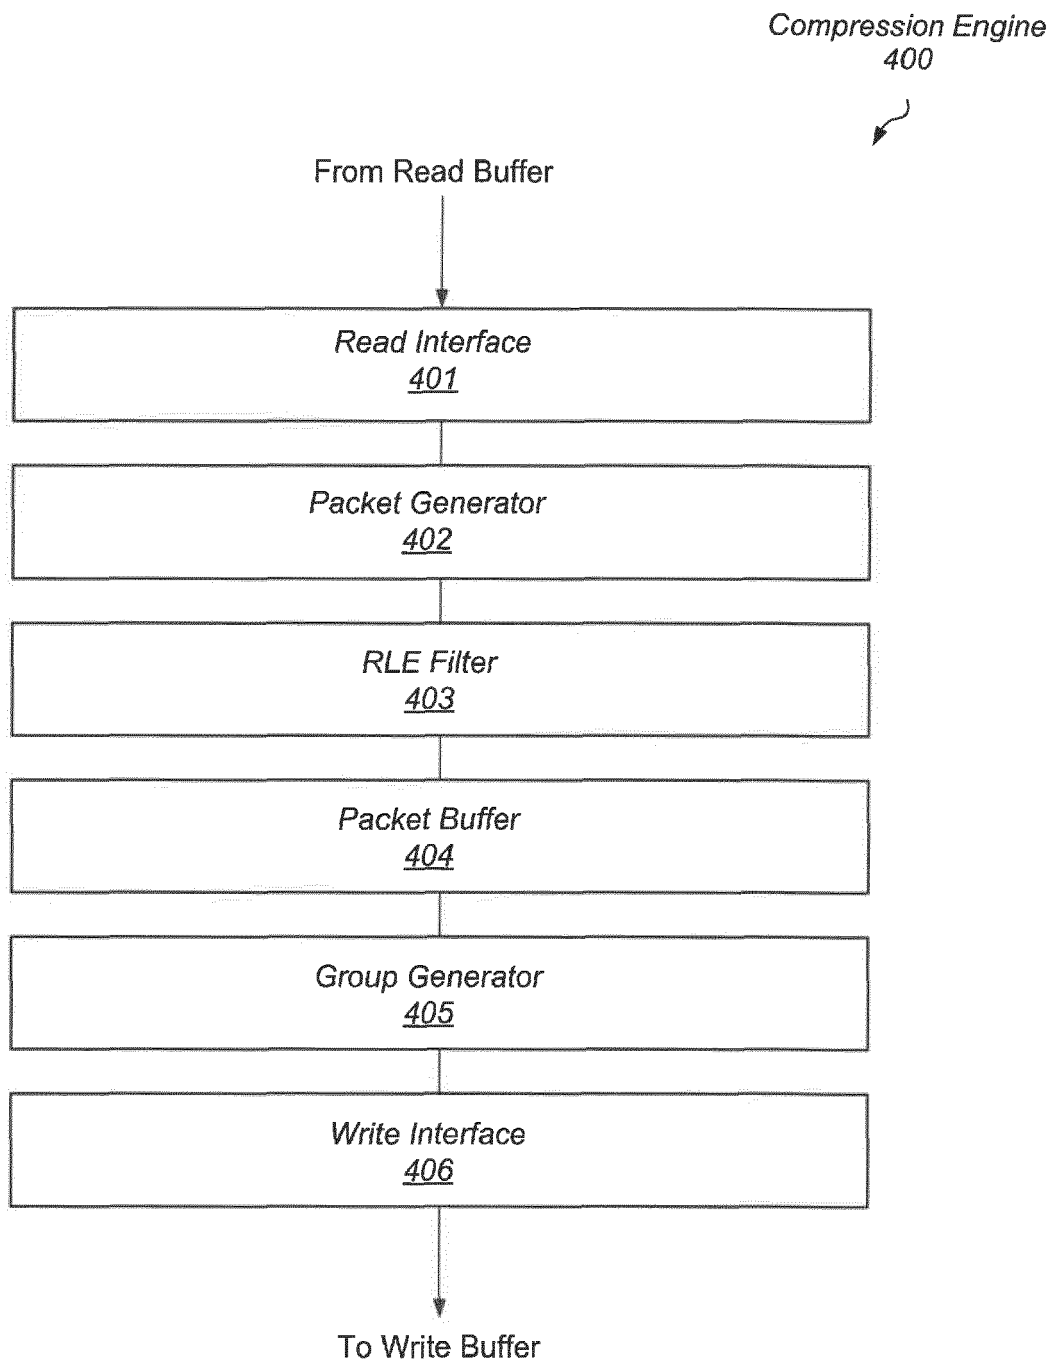 Compression Engine
400
From Read Buffer
Read Interface
401
Packet Generator
402
RLE Filter
403
Packet Buffer
404
Group Generator
405
Write Interface
406
To Write Buffer